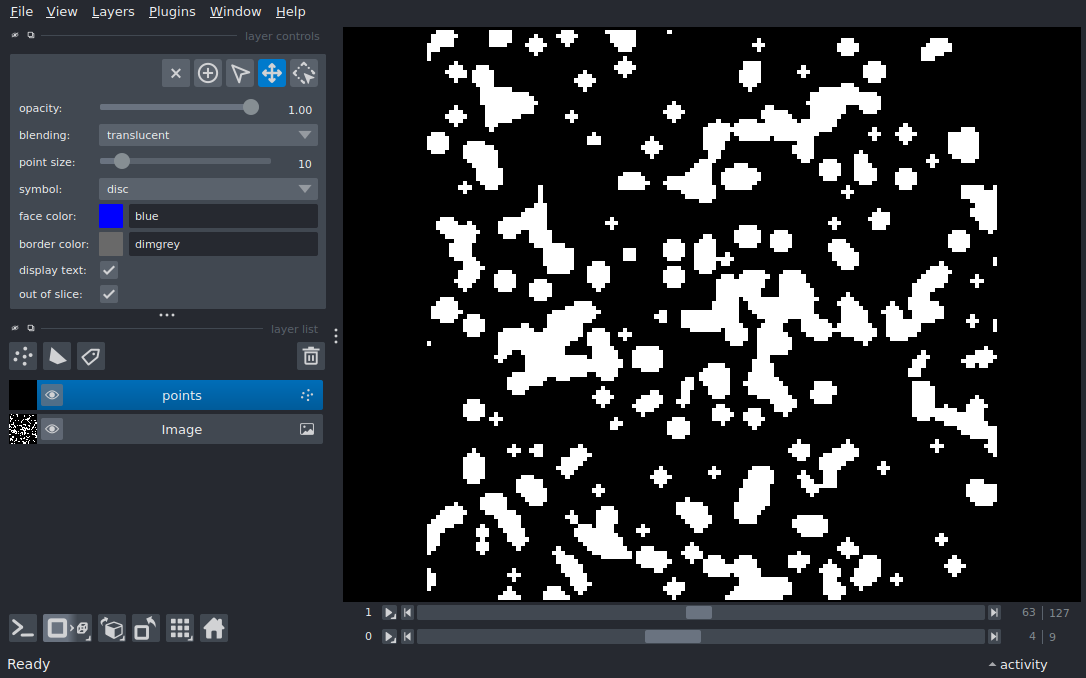 File View Layers Plugins Window Help
layer controls
opacity: 1.00
blending: translucent
point size: 10
symbol: disc
face color: blue
border color: dimgrey
display text:
out of slice:
layer list
points
Image
1 63 127
0 4 9
Ready activity